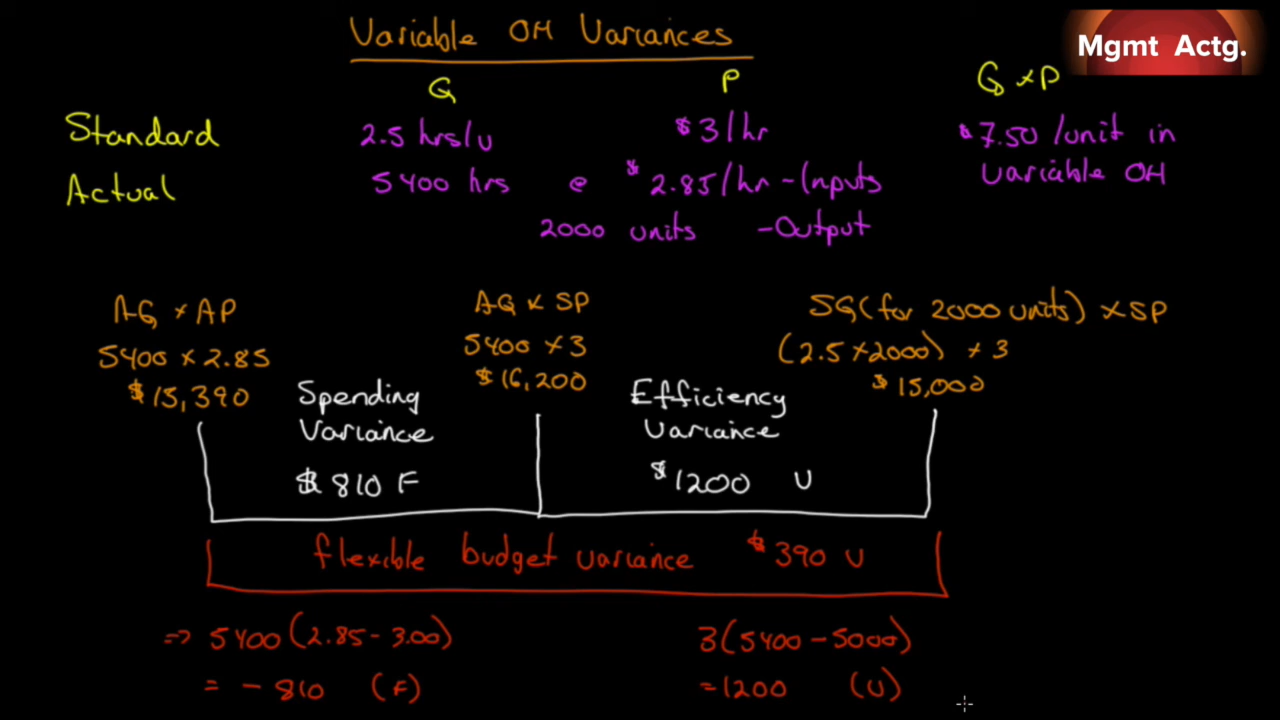 Variable OH Variances
Mgmt Actg.
Q P Q × P
Standard 2.5 hrs/u $3/hr $7.50/unit in
variable OH
Actual 5400 hrs @ $2.85/hr - Inputs
2000 units - Output
AQ × AP AQ × SP SQ (for 2000 units) × SP
5400 × 2.85 5400 × 3 (2.5 × 2000) × 3
$15,390 $16,200 $15,000
Spending Efficiency
Variance Variance
$810 F $1200 U
flexible budget variance $390 U
=> 5400 (2.85 - 3.00) 3(5400 - 5000)
= - 810 (F) = 1200 (U)